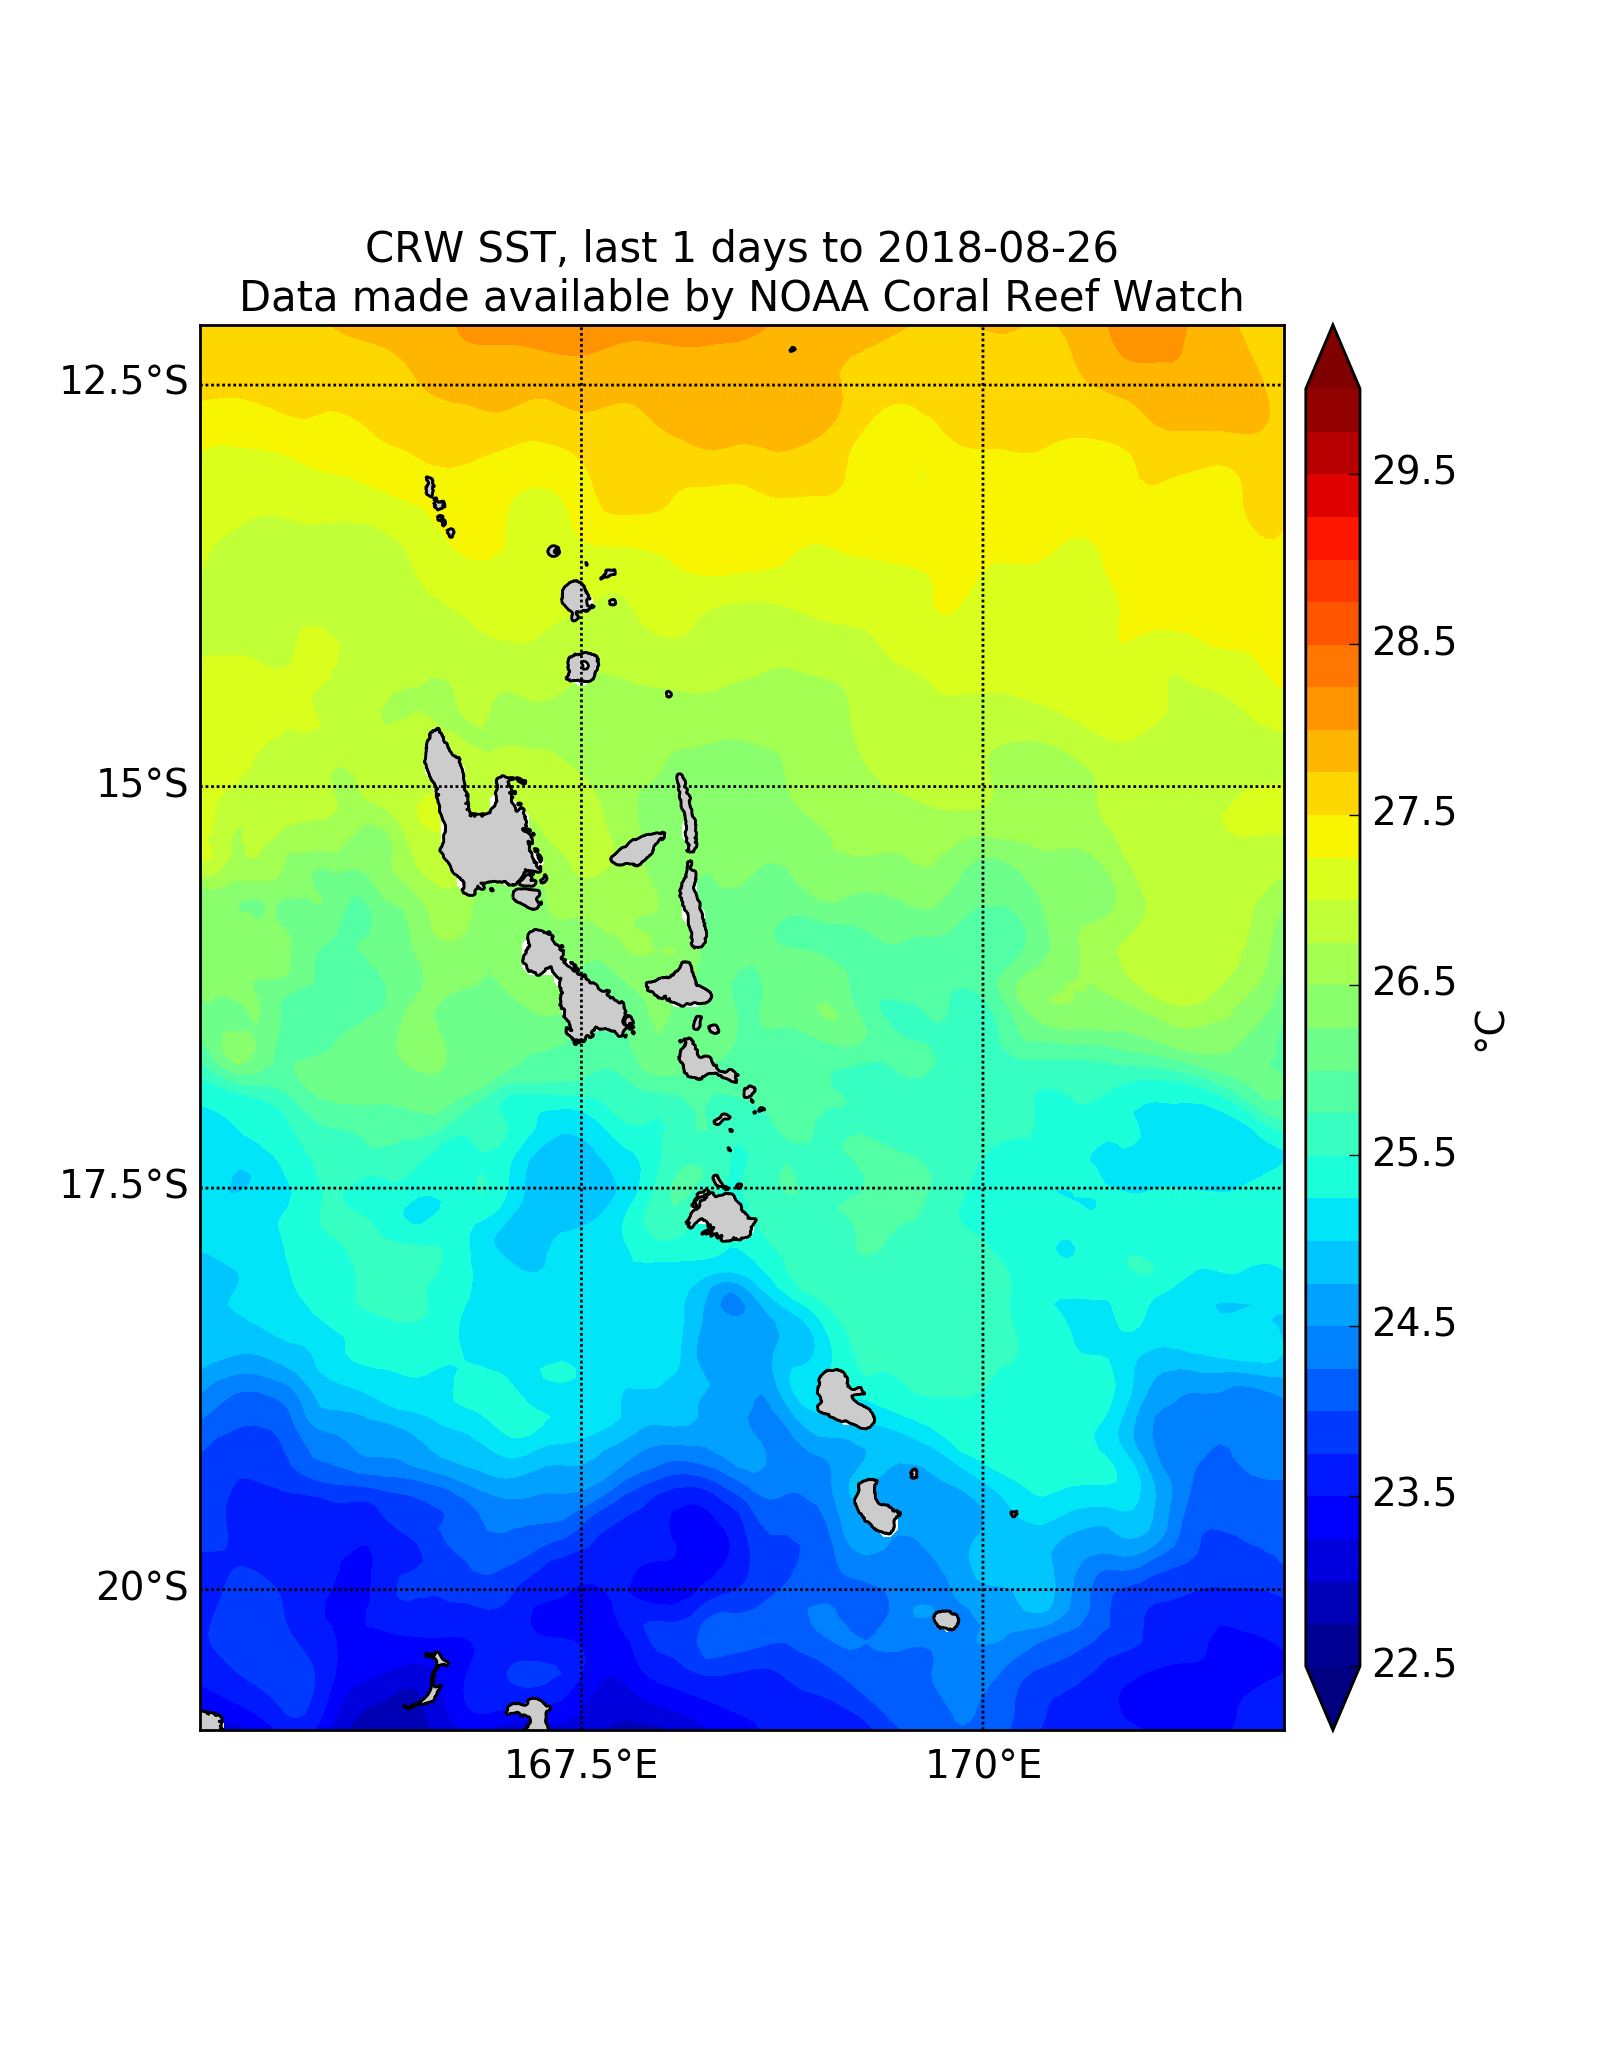 CRW SST, last 1 days to 2018-08-26
Data made available by NOAA Coral Reef Watch
12.5°S
15°S
17.5°S
20°S
167.5°E
170°E
29.5
28.5
27.5
26.5
25.5
24.5
23.5
22.5
°C